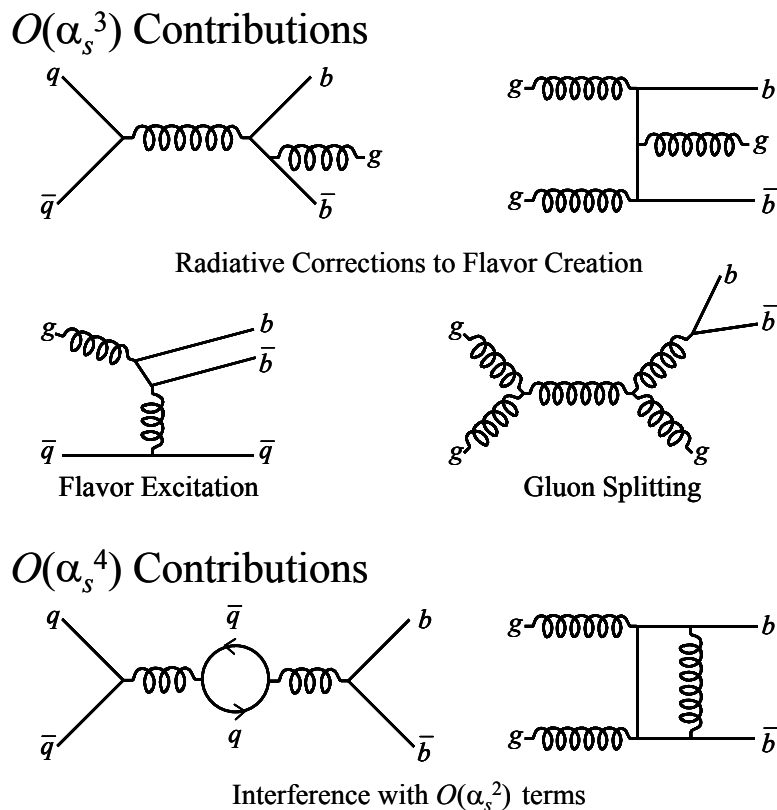 O(αₛ³) Contributions
q b g b
g g b
q̄ b̄
g b̄
Radiative Corrections to Flavor Creation
g b b̄ q̄ q̄
b b̄ g g g
Flavor Excitation
Gluon Splitting
O(αₛ⁴) Contributions
q q̄ b g b
q̄ q b̄ g b̄
Interference with O(αₛ²) terms